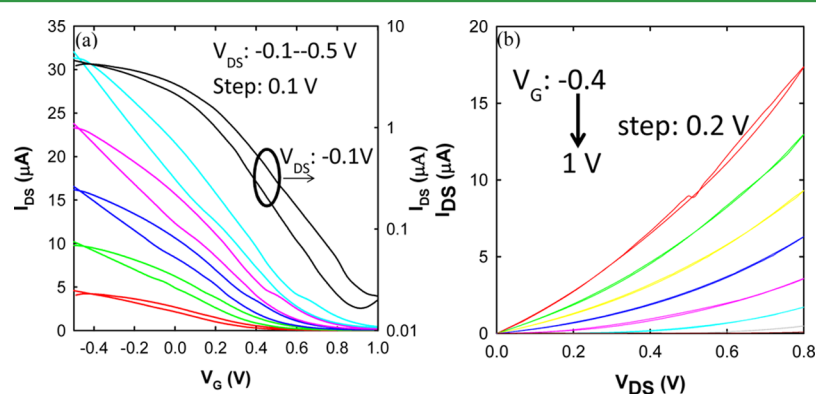 (a)
V_DS: -0.1--0.5 V
Step: 0.1 V
V_DS: -0.1V
I_DS (µA)
35
30
25
20
15
10
5
0
10
1
0.1
0.01
I_DS (µA)
-0.4 -0.2 0.0 0.2 0.4 0.6 0.8 1.0
V_G (V)
(b)
V_G: -0.4
step: 0.2 V
1 V
I_DS (µA)
20
15
10
5
0
0.0 0.2 0.4 0.6 0.8
V_DS (V)